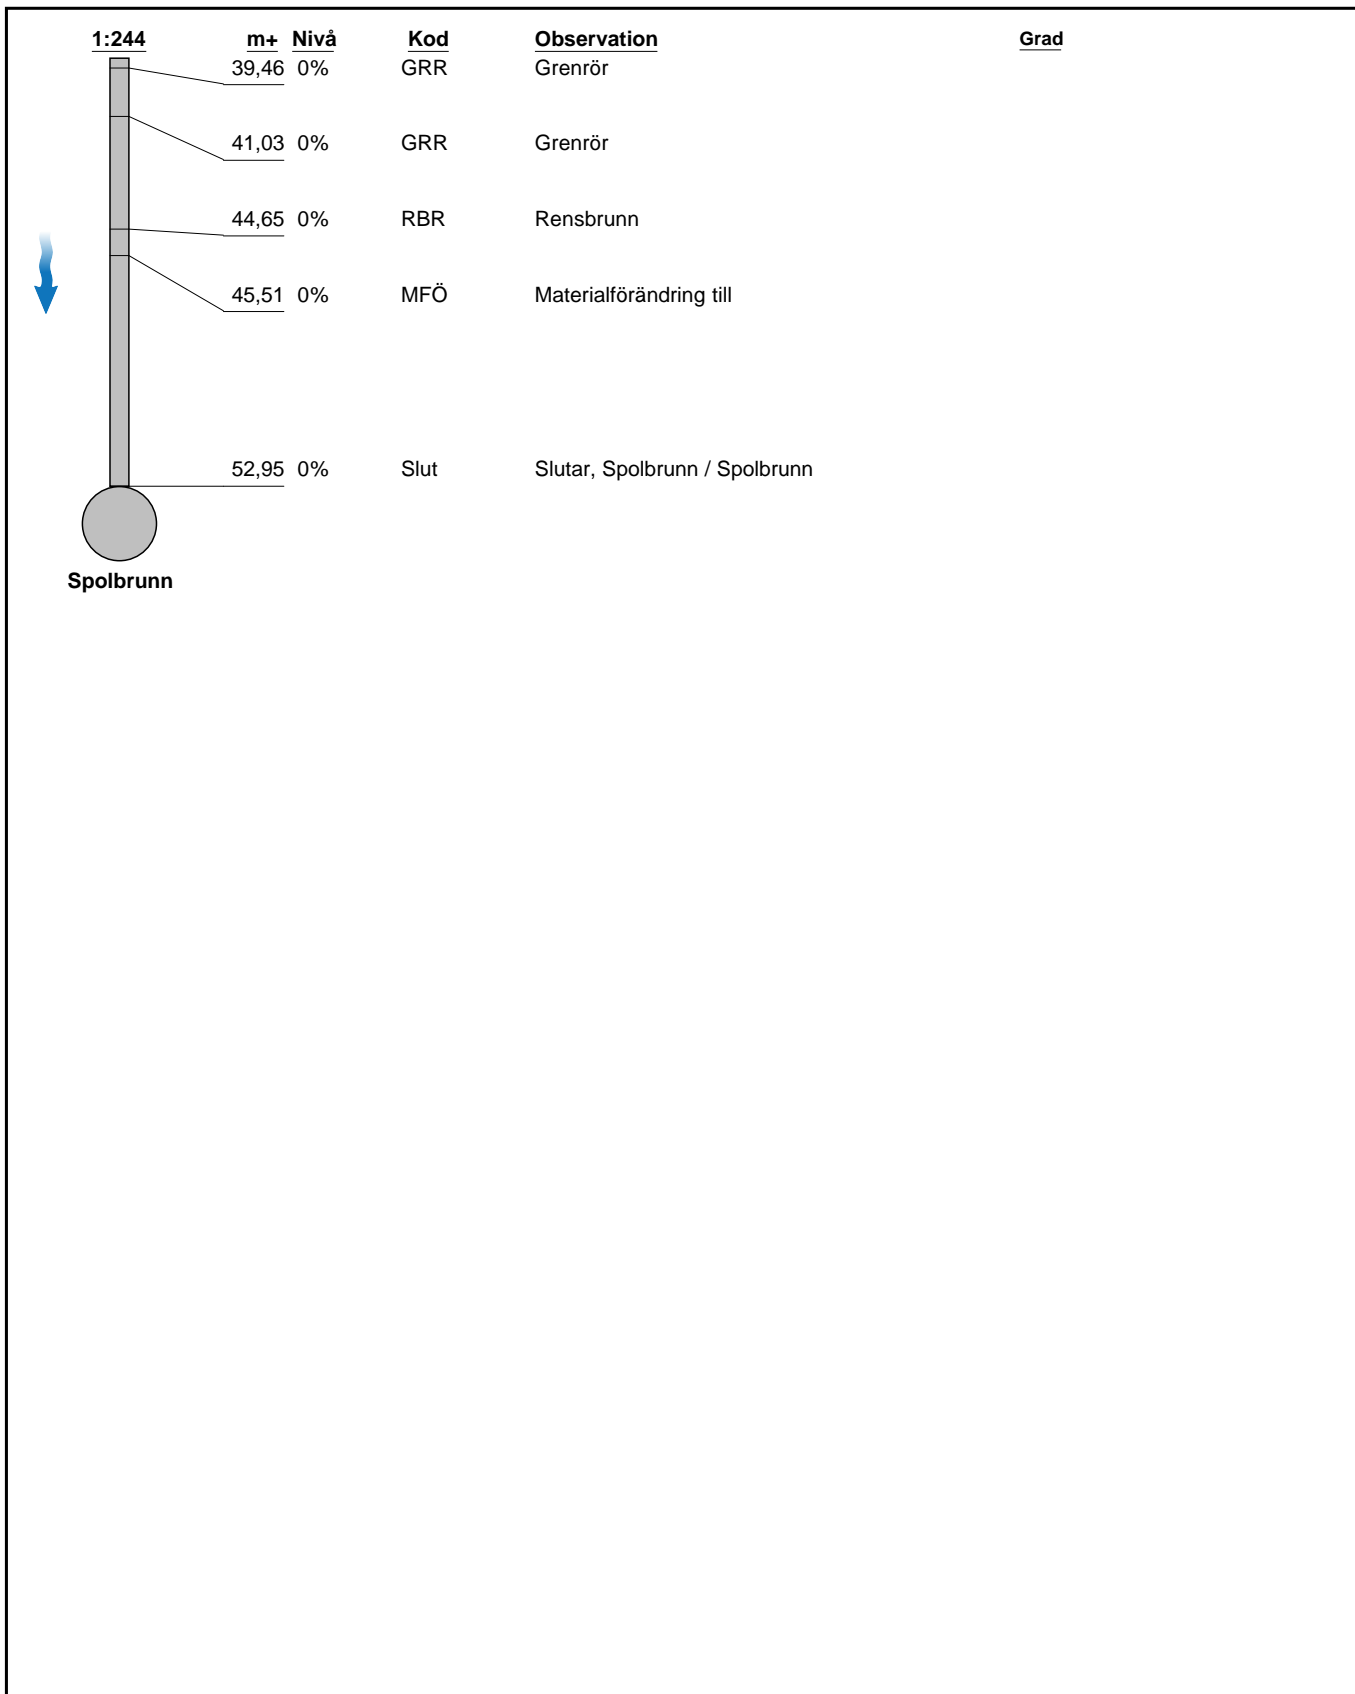 1:244 m+ Nivå Kod Observation Grad
39,46 0% GRR Grenrör
41,03 0% GRR Grenrör
44,65 0% RBR Rensbrunn
45,51 0% MFÖ Materialförändring till
52,95 0% Slut Slutar, Spolbrunn / Spolbrunn
Spolbrunn